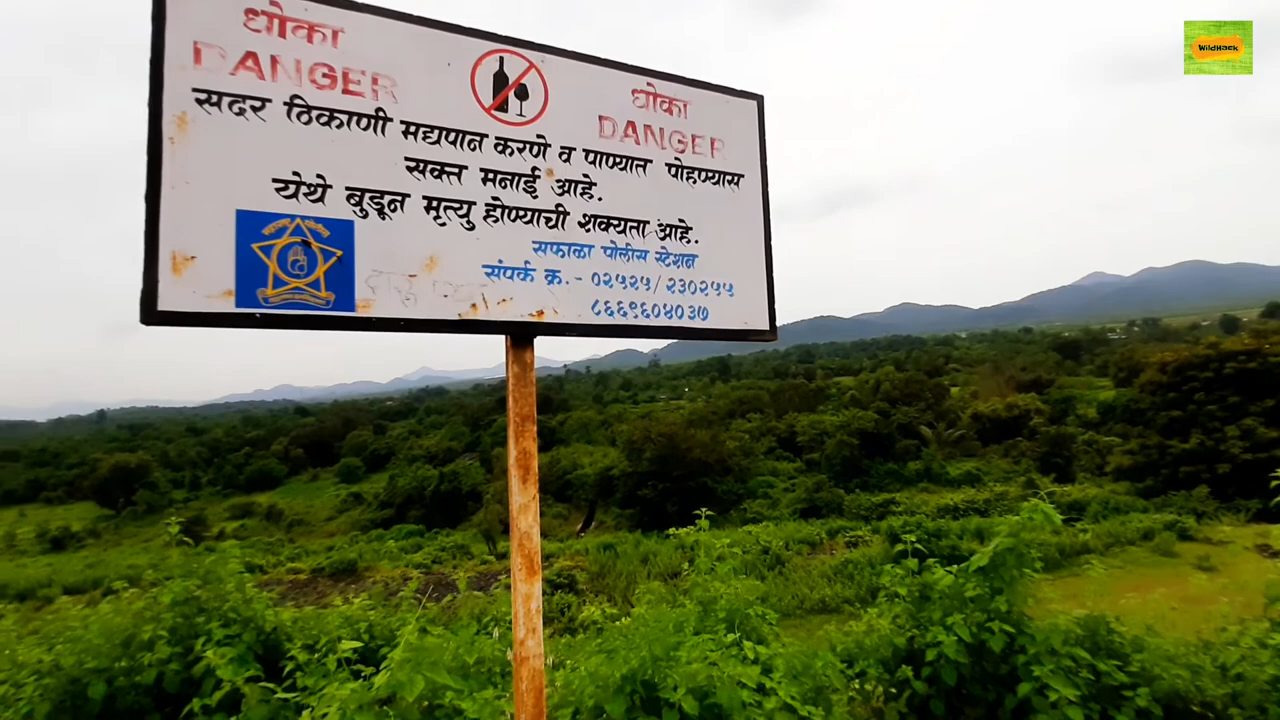 धोका
DANGER
धोका
DANGER
सदर ठिकाणी मद्यपान करणे व पाण्यात पोहण्यास
सक्त मनाई आहे.
येथे बुडून मृत्यु होण्याची शक्यता आहे.
सफाळा पोलीस स्टेशन
संपर्क क्र.- ०२५२५/२३०२५५
८६६९६०४०३७
WildHack